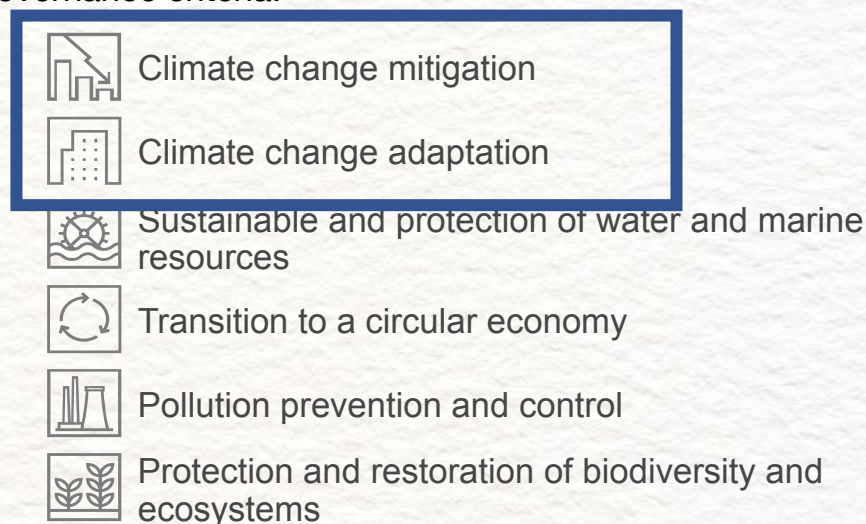 criteria.
Climate change mitigation
Climate change adaptation
Sustainable and protection of water and marine
resources
Transition to a circular economy
Pollution prevention and control
Protection and restoration of biodiversity and
ecosystems